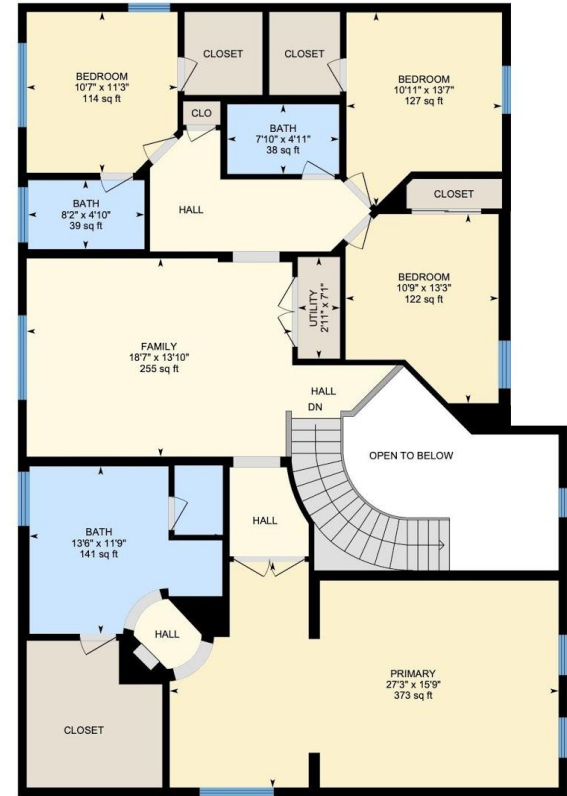 BEDROOM
10'7" x 11'3"
114 sq ft
CLOSET
CLOSET
BEDROOM
10'11" x 13'7"
127 sq ft
CLO
BATH
7'10" x 4'11"
38 sq ft
BATH
8'2" x 4'10"
39 sq ft
HALL
CLOSET
BEDROOM
10'9" x 13'3"
122 sq ft
UTILITY
2'11" x 7'1"
FAMILY
18'7" x 13'10"
255 sq ft
HALL
DN
OPEN TO BELOW
BATH
13'6" x 11'9"
141 sq ft
HALL
HALL
PRIMARY
27'3" x 15'9"
373 sq ft
CLOSET